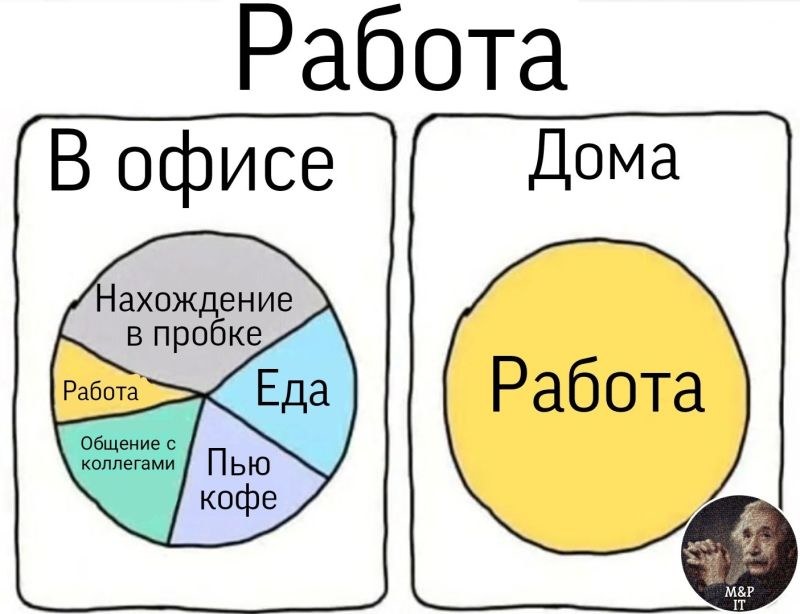 Работа
В офисе
Нахождение
в пробке
Работа
Еда
Общение с
коллегами
Пью
кофе
Дома
Работа
M&P
IT